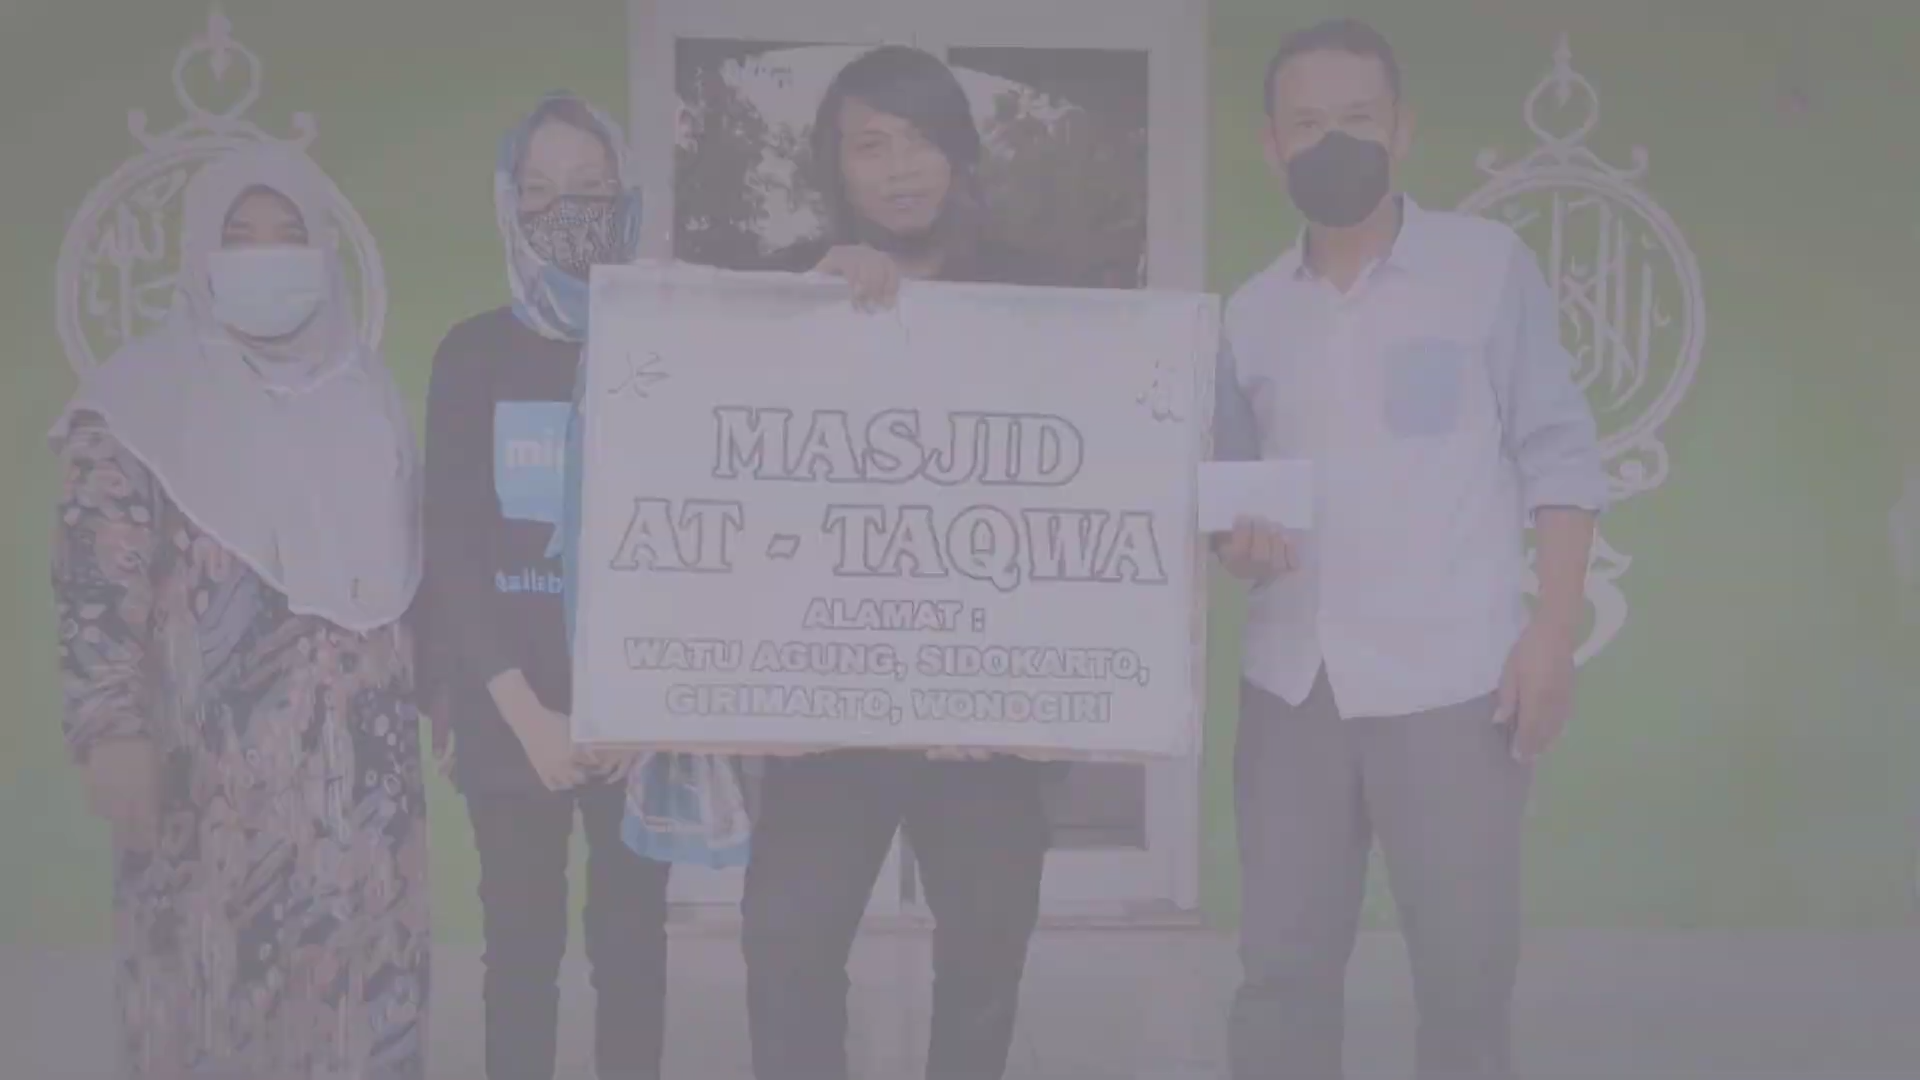 MASJID
AT - TAQWA
ALAMAT :
WATU AGUNG, SIDOKARTO,
GIRIMARTO, WONOGIRI